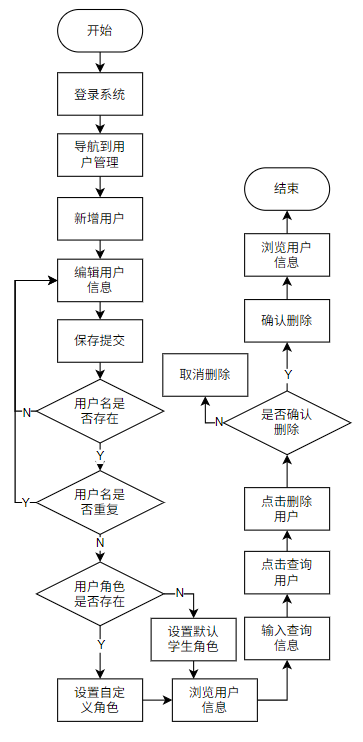 开始
登录系统
导航到用
户管理
新增用户
编辑用户
信息
保存提交
用户名是
否存在
N
Y
用户名是
否重复
Y
N
用户角色
是否存在
N
Y
设置默认
学生角色
设置自定
义角色
浏览用户
信息
输入查询
信息
点击查询
用户
点击删除
用户
是否确认
删除
N
取消删除
Y
确认删除
浏览用户
信息
结束